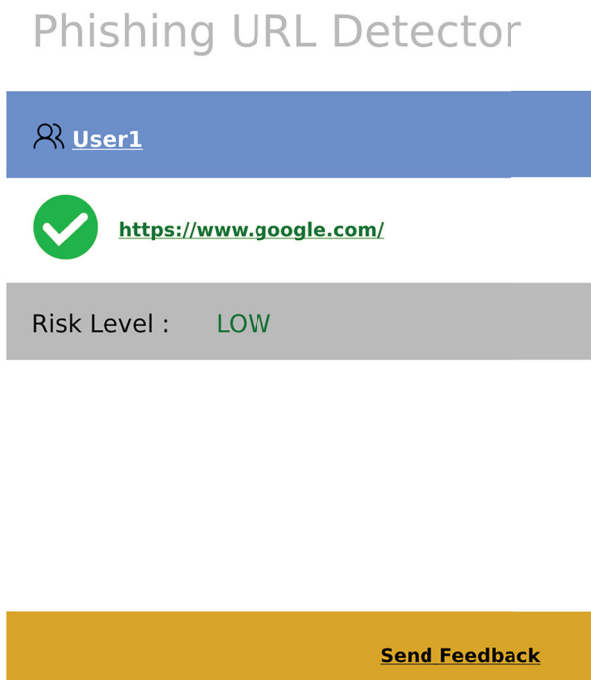 Phishing URL Detector
User1
https://www.google.com/
Risk Level : LOW
Send Feedback